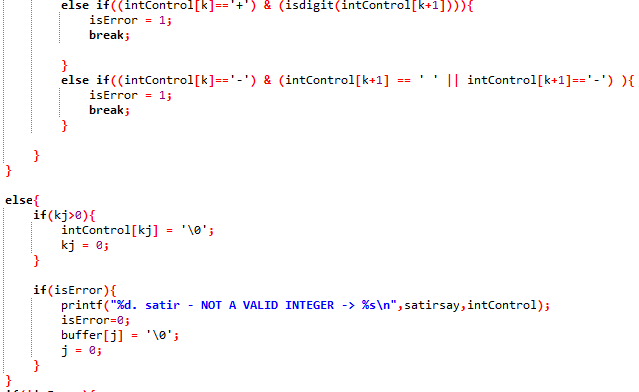 else if((intControl[k]=='+') & (isdigit(intControl[k+1]))){
isError = 1;
break;
}
else if((intControl[k]=='-') & (intControl[k+1] == ' ' || intControl[k+1]=='-') ){
isError = 1;
break;
}
}
}
else{
if(kj>0){
intControl[kj] = '\0';
kj = 0;
}
if(isError){
printf("%d. satir - NOT A VALID INTEGER -> %s\n",satirsay,intControl);
isError=0;
buffer[j] = '\0';
j = 0;
}
}